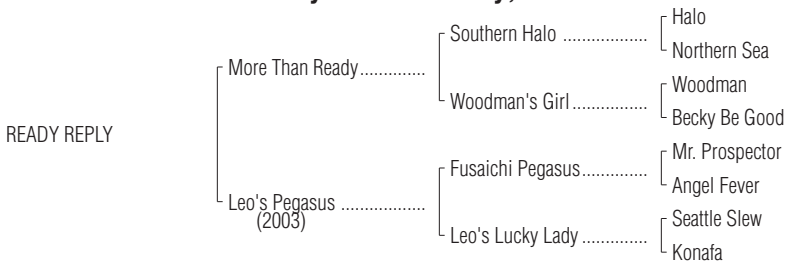 Halo
Southern Halo ..................
Northern Sea
More Than Ready..............
Woodman
Woodman's Girl................
Becky Be Good
READY REPLY
Mr. Prospector
Fusaichi Pegasus..............
Angel Fever
Leo's Pegasus ..................
(2003)
Seattle Slew
Leo's Lucky Lady ..............
Konafa